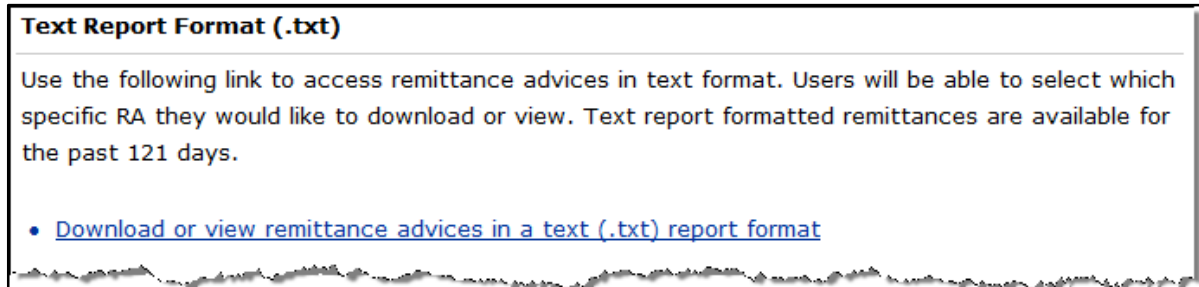 Text Report Format (.txt)
Use the following link to access remittance advices in text format. Users will be able to select which
specific RA they would like to download or view. Text report formatted remittances are available for
the past 121 days.
• Download or view remittance advices in a text (.txt) report format